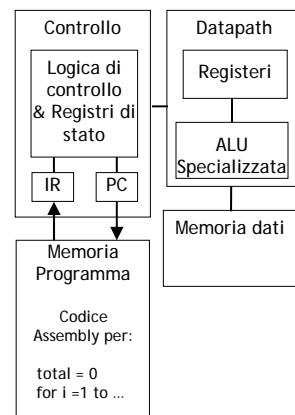 Controllo
Logica di
controllo
& Registri di
stato
IR
PC
Datapath
Registeri
ALU
Specializzata
Memoria dati
Memoria
Programma
Codice
Assembly per:
total = 0
for i =1 to ...